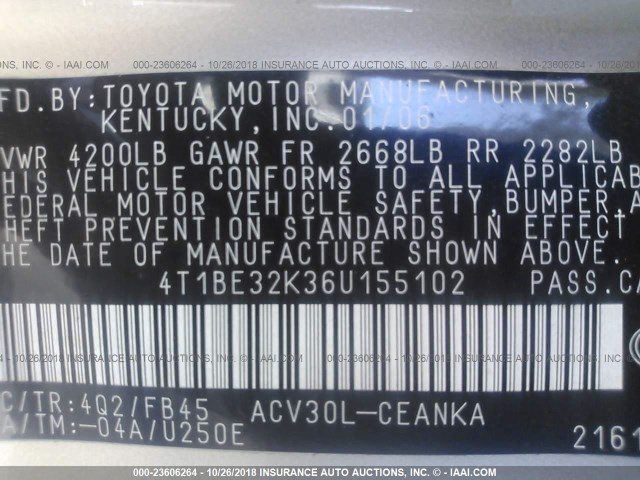 000-23606264 - 10/26/2018 INSURANCE AUTO AUCTIONS, INC. - IAAI.COM
FD. BY: TOYOTA MOTOR MANUFACTURING,
KENTUCKY, INC. 01/06
VWR 4200LB GAWR FR 2668LB RR 2282LB
HIS VEHICLE CONFORMS TO ALL APPLICAB
EDERAL MOTOR VEHICLE SAFETY, BUMPER, A
HEFT PREVENTION STANDARDS IN EFFECT
HE DATE OF MANUFACTURE SHOWN ABOVE.
4T1BE32K36U155102 PASS. CA
C/TR: 4Q2/FB45 ACV30L-CEANKA
A/TM: -04A/U250E 2161
000-23606264 - 10/26/2018 INSURANCE AUTO AUCTIONS, INC. - IAAI.COM